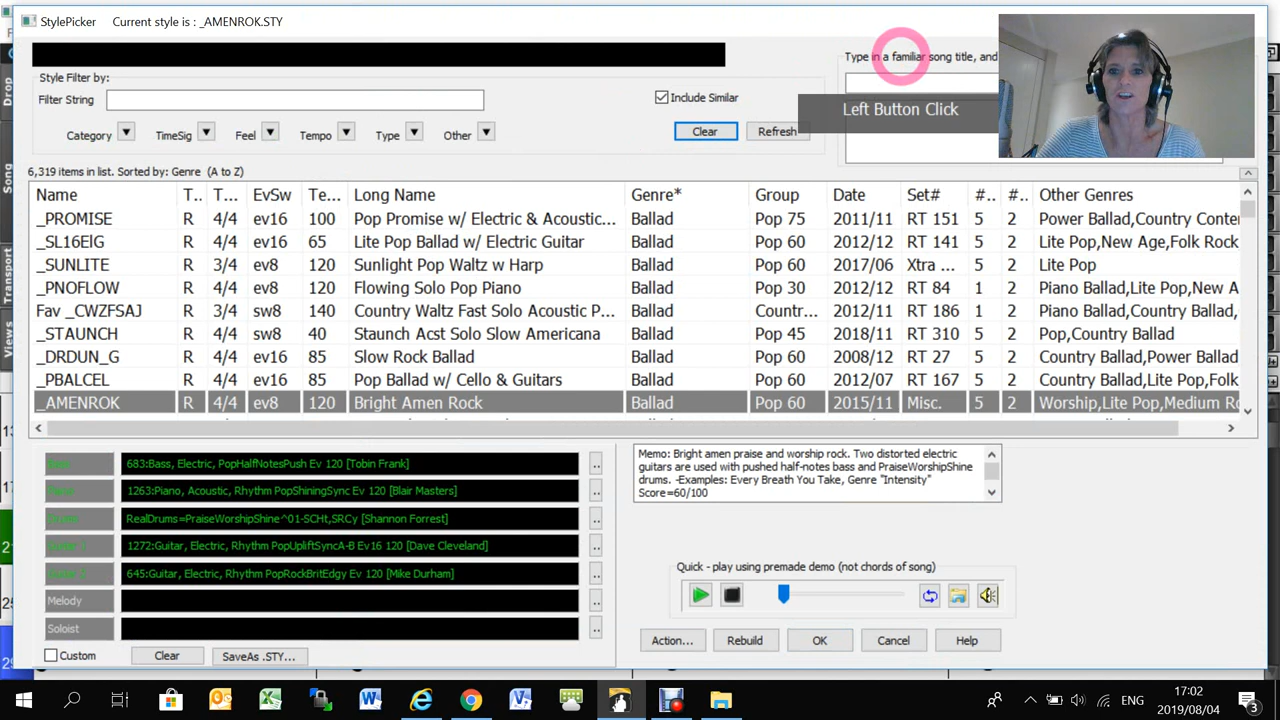 StylePicker Current style is : _AMENROK.STY
Type in a familiar song title, and
Style Filter by:
Filter String
Include Similar
Left Button Click
Category TimeSig Feel Tempo Type Other Clear Refresh
6,319 items in list. Sorted by: Genre (A to Z)
Name T... T... EvSw Te... Long Name Genre* Group Date Set# #.. #.. Other Genres
_PROMISE R 4/4 ev16 100 Pop Promise w/ Electric & Acoustic... Ballad Pop 75 2011/11 RT 151 5 2 Power Ballad,Country Conter
_SL16ElG R 4/4 ev16 65 Lite Pop Ballad w/ Electric Guitar Ballad Pop 60 2012/12 RT 141 5 2 Lite Pop,New Age,Folk Rock
_SUNLITE R 3/4 ev8 120 Sunlight Pop Waltz w Harp Ballad Pop 60 2017/06 Xtra ... 5 2 Lite Pop
_PNOFLOW R 4/4 ev8 120 Flowing Solo Pop Piano Ballad Pop 30 2012/12 RT 84 1 2 Piano Ballad,Lite Pop,New A
Fav _CWZFSAJ R 3/4 sw8 140 Country Waltz Fast Solo Acoustic P... Ballad Countr... 2012/12 RT 186 1 2 Piano Ballad,Country Ballad,
_STAUNCH R 4/4 sw8 40 Staunch Acst Solo Slow Americana Ballad Pop 45 2018/11 RT 310 5 2 Pop,Country Ballad
_DRDUN_G R 4/4 ev16 85 Slow Rock Ballad Ballad Pop 60 2008/12 RT 27 5 2 Country Ballad,Power Ballad
_PBALCEL R 4/4 ev16 85 Pop Ballad w/ Cello & Guitars Ballad Pop 60 2012/07 RT 167 5 2 Country Ballad,Lite Pop,Folk
_AMENROK R 4/4 ev8 120 Bright Amen Rock Ballad Pop 60 2015/11 Misc. 5 2 Worship,Lite Pop,Medium Ro
683:Bass, Electric, PopHalfNotesPush Ev 120 [Tobin Frank]
1263:Piano, Acoustic, Rhythm PopShiningSync Ev 120 [Blair Masters]
RealDrums=PraiseWorshipShine^01-SCHt,SRCy [Shannon Forrest]
1272:Guitar, Electric, Rhythm PopUpliftSyncA-B Ev16 120 [Dave Cleveland]
645:Guitar, Electric, Rhythm PopRockBritEdgy Ev 120 [Mike Durham]
Melody
Soloist
Custom Clear SaveAs .STY...
Memo: Bright amen praise and worship rock. Two distorted electric
guitars are used with pushed half-notes bass and PraiseWorshipShine
drums. -Examples: Every Breath You Take, Genre "Intensity"
Score=60/100
Quick - play using premade demo (not chords of song)
Action... Rebuild OK Cancel Help
Drop
Song
Transport
Views
ENG
17:02
2019/08/04
3